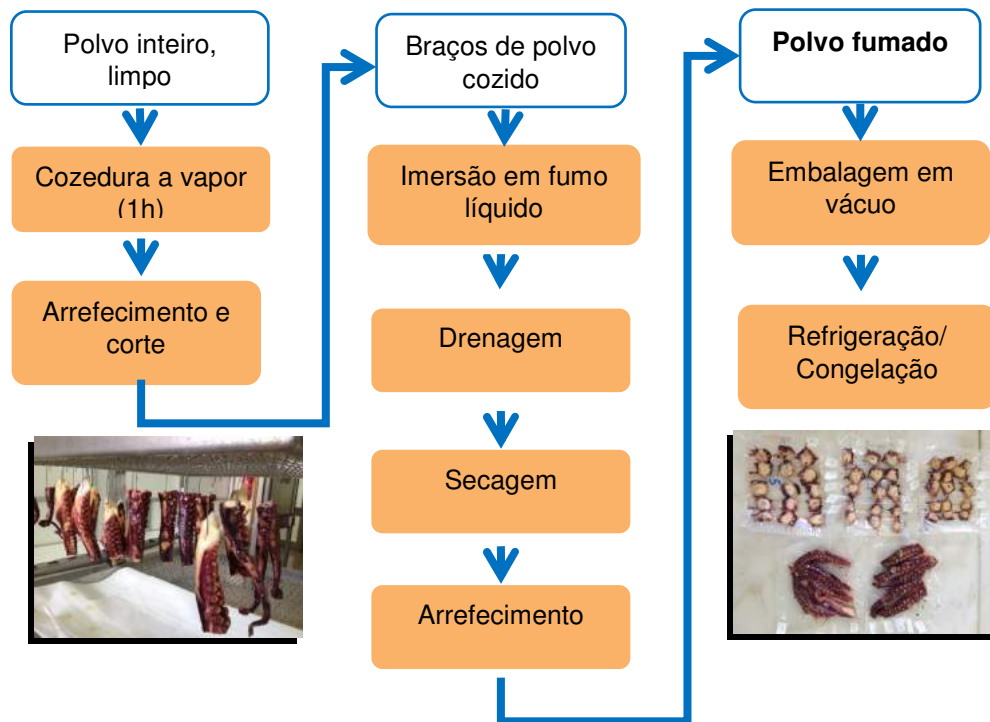 Polvo inteiro,
limpo
Cozedura a vapor
(1h)
Arrefecimento e
corte
Braços de polvo
cozido
Imersão em fumo
líquido
Drenagem
Secagem
Arrefecimento
Polvo fumado
Embalagem em
vácuo
Refrigeração/
Congelação